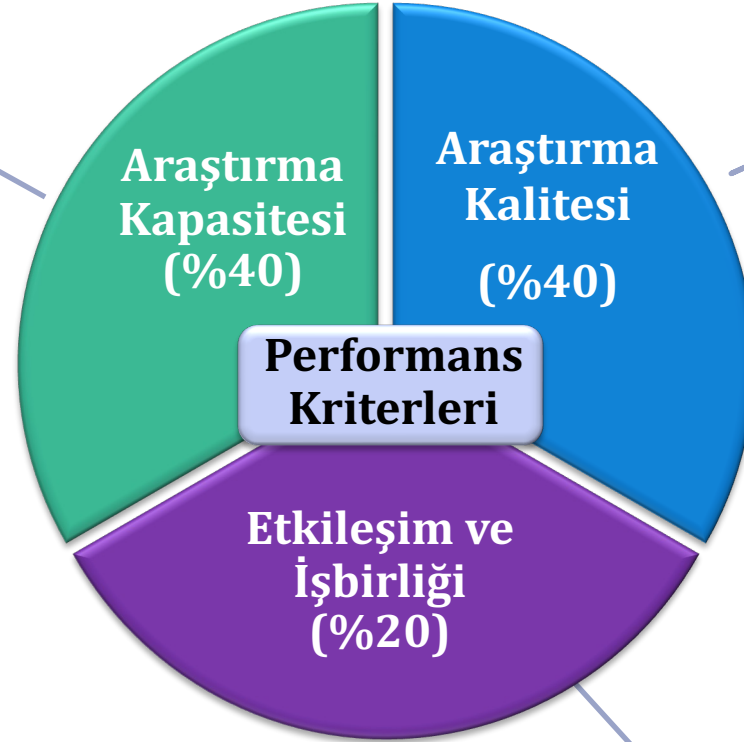 Araştırma
Kapasitesi
(%40)
Araştırma
Kalitesi
(%40)
Performans
Kriterleri
Etkileşim ve
İşbirliği
(%20)